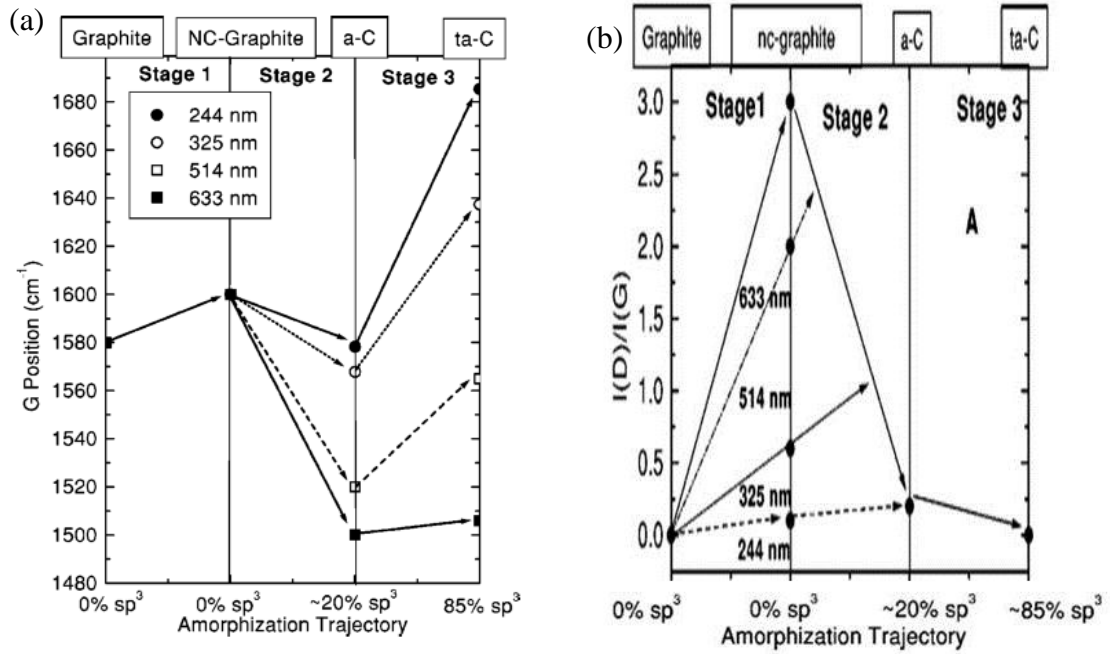 (a)
Graphite NC-Graphite a-C ta-C
Stage 1 Stage 2 Stage 3
244 nm
325 nm
514 nm
633 nm
G Position (cm⁻¹)
1680
1660
1640
1620
1600
1580
1560
1540
1520
1500
1480
0% sp³ 0% sp³ ~20% sp³ 85% sp³
Amorphization Trajectory
(b)
Graphite nc-graphite a-C ta-C
Stage1 Stage 2 Stage 3
A
I(D)/I(G)
3.0
2.5
2.0
1.5
1.0
0.5
0.0
633 nm
514 nm
325 nm
244 nm
0% sp³ 0% sp³ ~20% sp³ ~85% sp³
Amorphization Trajectory